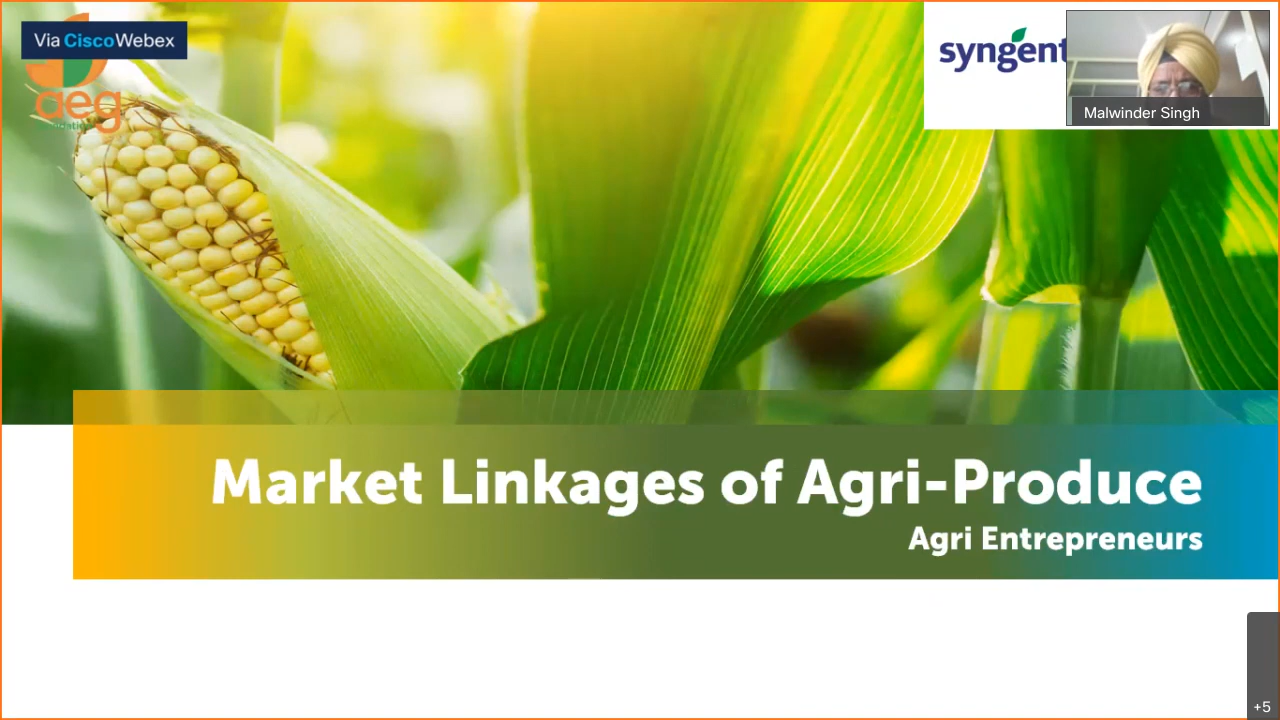 Via CiscoWebex
aeg
syngent
Malwinder Singh
Market Linkages of Agri-Produce
Agri Entrepreneurs
+5